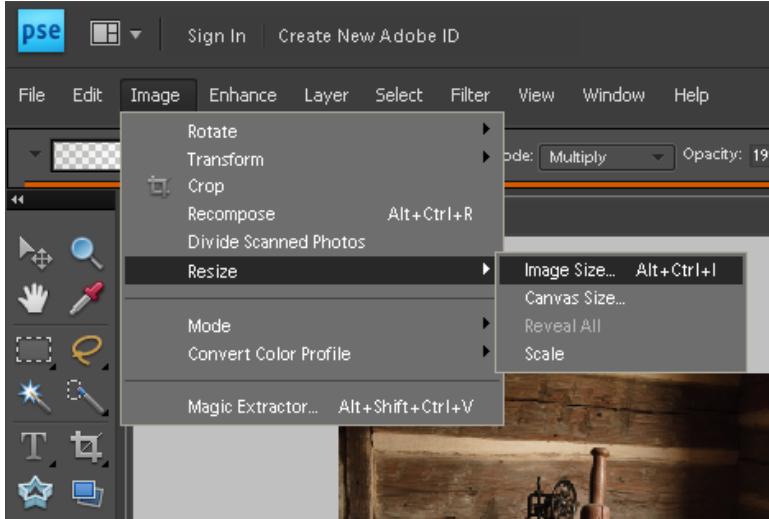 pse Sign In Create New Adobe ID
File Edit Image Enhance Layer Select Filter View Window Help
Rotate
Transform
Crop
Recompose Alt+Ctrl+R
Divide Scanned Photos
Resize
Mode
Convert Color Profile
Magic Extractor... Alt+Shift+Ctrl+V
ode: Multiply Opacity: 19
Image Size... Alt+Ctrl+I
Canvas Size...
Reveal All
Scale
T